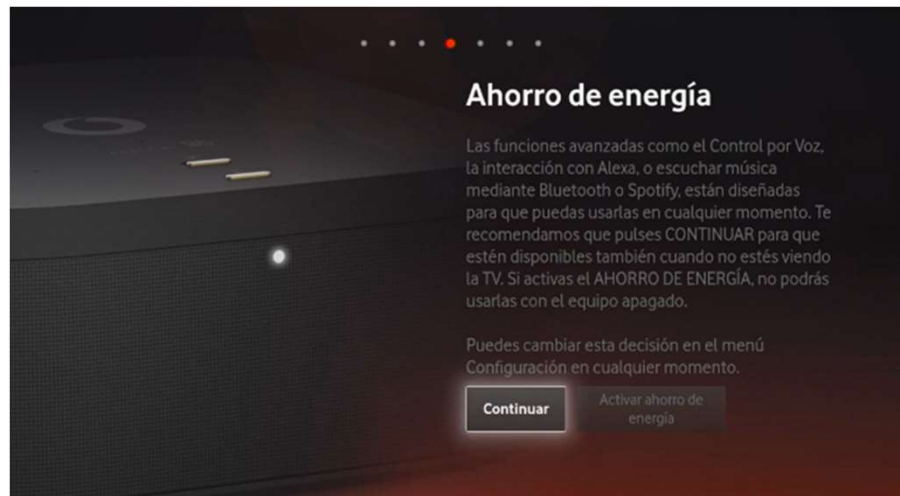 Ahorro de energía
Las funciones avanzadas como el Control por Voz,
la interacción con Alexa, o escuchar música
mediante Bluetooth o Spotify, están diseñadas
para que puedas usarlas en cualquier momento. Te
recomendamos que pulses CONTINUAR para que
estén disponibles también cuando no estés viendo
la TV. Si activas el AHORRO DE ENERGÍA, no podrás
usarlas con el equipo apagado.
Puedes cambiar esta decisión en el menú
Configuración en cualquier momento.
Continuar
Activar ahorro de
energía